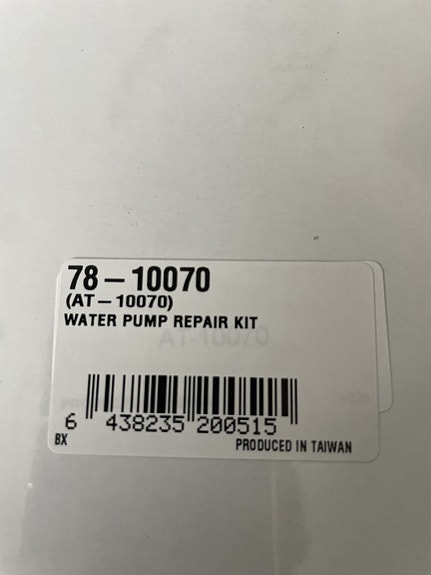 78-10070
(AT-10070)
WATER PUMP REPAIR KIT
AT-10070
6 438235 200515
BX PRODUCED IN TAIWAN